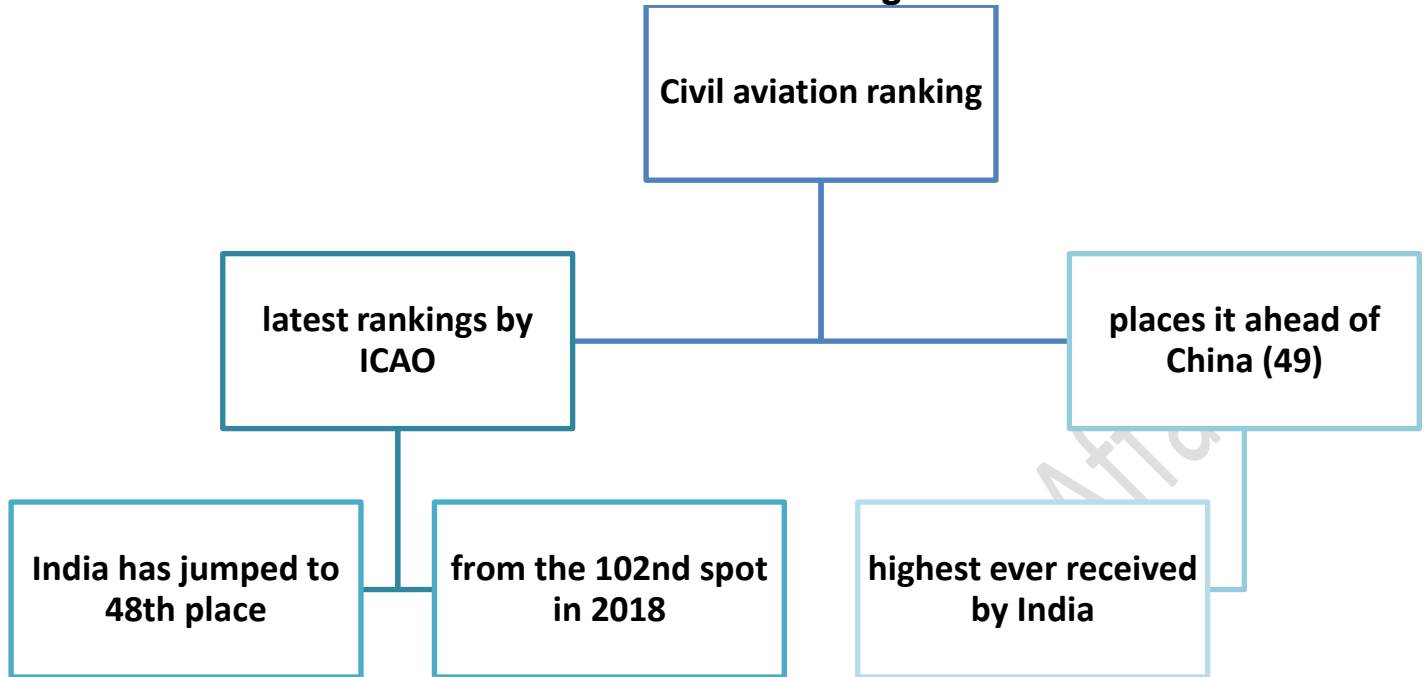 Civil aviation ranking
latest rankings by
ICAO
places it ahead of
China (49)
India has jumped to
48th place
from the 102nd spot
in 2018
highest ever received
by India